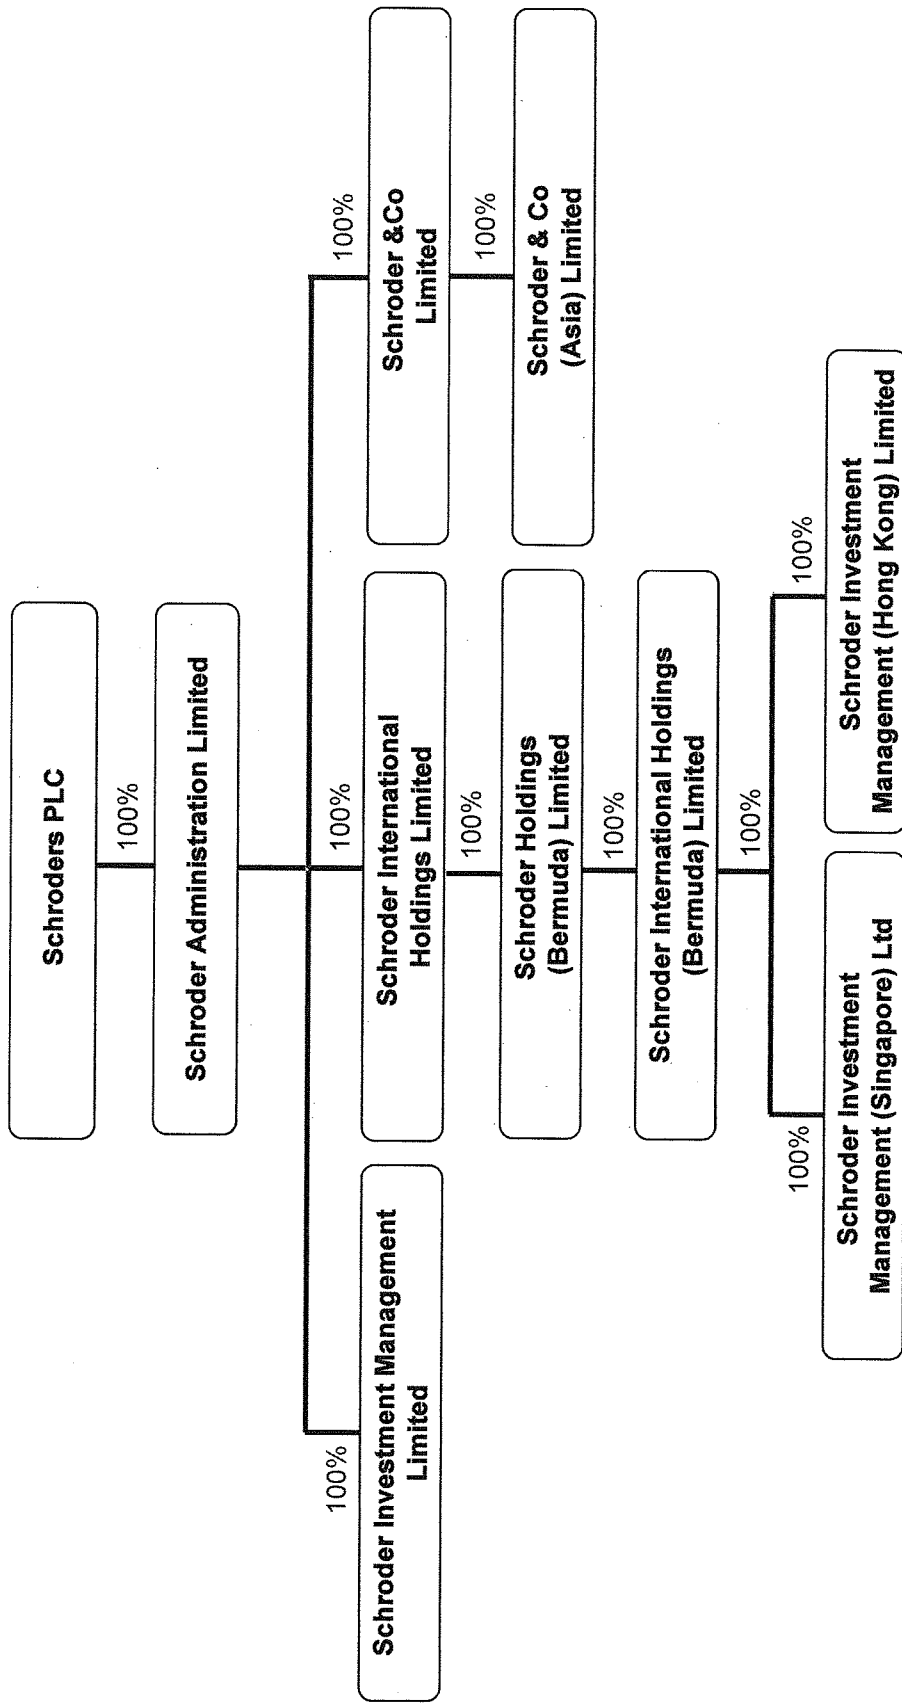 Schroders PLC
100%
Schroder Administration Limited
100%
Schroder Investment Management
Limited
100%
Schroder International
Holdings Limited
100%
Schroder &Co
Limited
100%
Schroder Holdings
(Bermuda) Limited
100%
Schroder & Co
(Asia) Limited
100%
Schroder International Holdings
(Bermuda) Limited
100%
100%
Schroder Investment
Management (Singapore) Ltd
100%
Schroder Investment
Management (Hong Kong) Limited